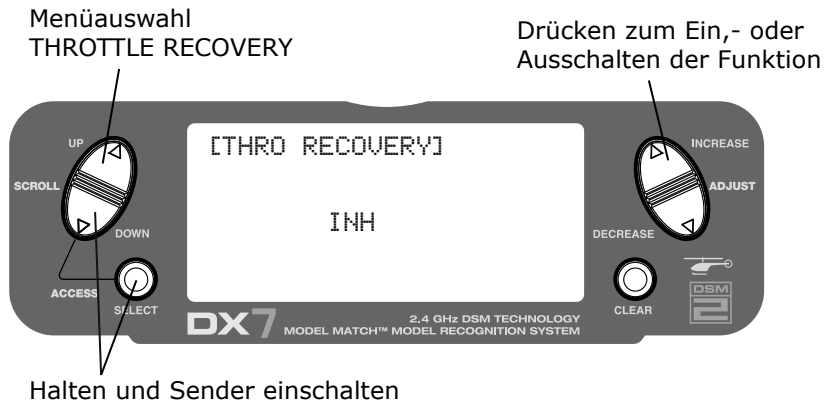 Menüauswahl
THROTTLE RECOVERY
Drücken zum Ein,- oder
Ausschalten der Funktion
UP
SCROLL
DOWN
ACCESS
SELECT
[THRO RECOVERY]
INH
INCREASE
ADJUST
DECREASE
CLEAR
DSM
2
DX7
2.4 GHz DSM TECHNOLOGY
MODEL MATCH™ MODEL RECOGNITION SYSTEM
Halten und Sender einschalten